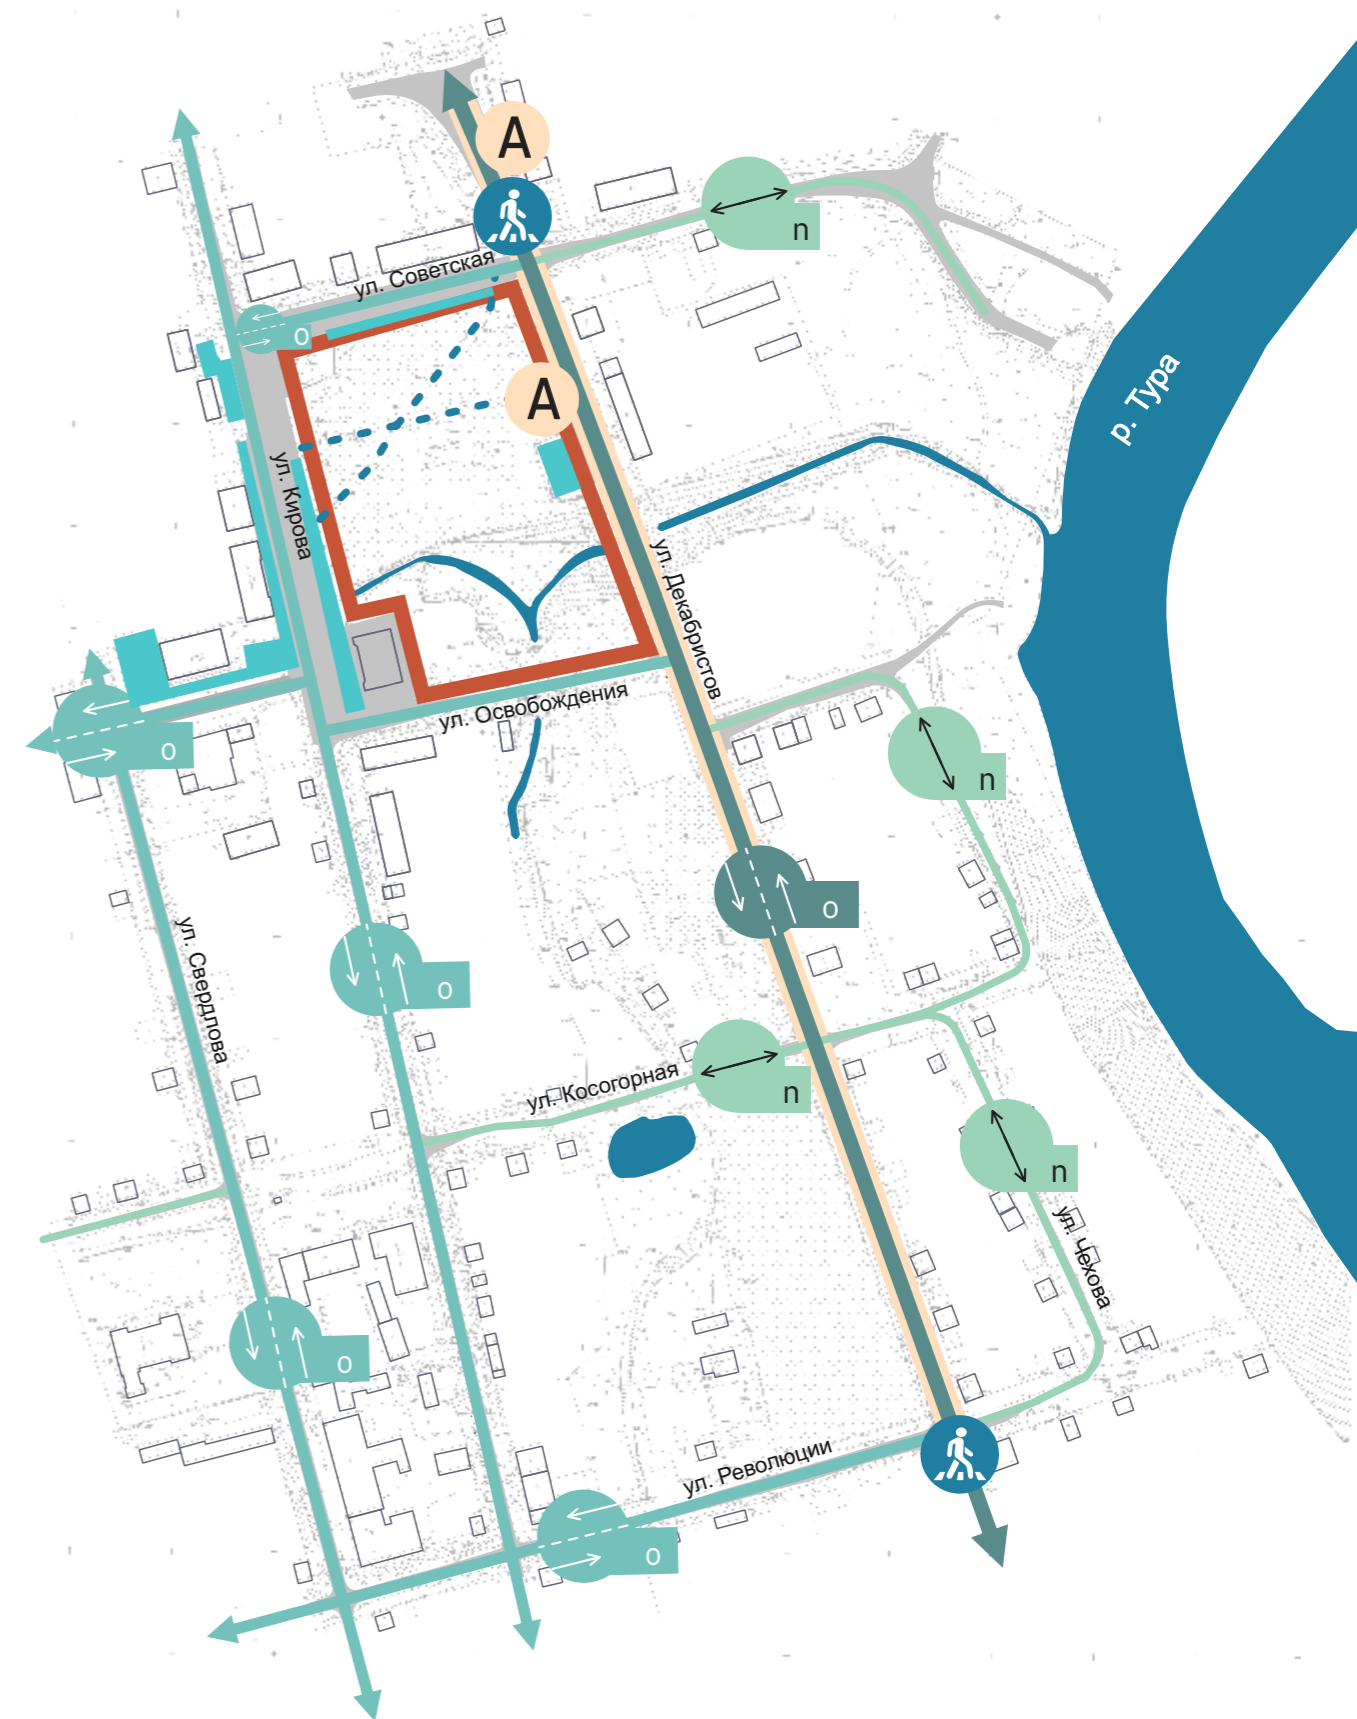 А
n
ул. Советская
о
р. Тура
А
ул. Кирова
ул. Декабристов
ул. Освобождения
о
n
о
ул. Свердлова
о
ул. Косогорная
n
n
ул. Чехова
о
ул. Революции
о